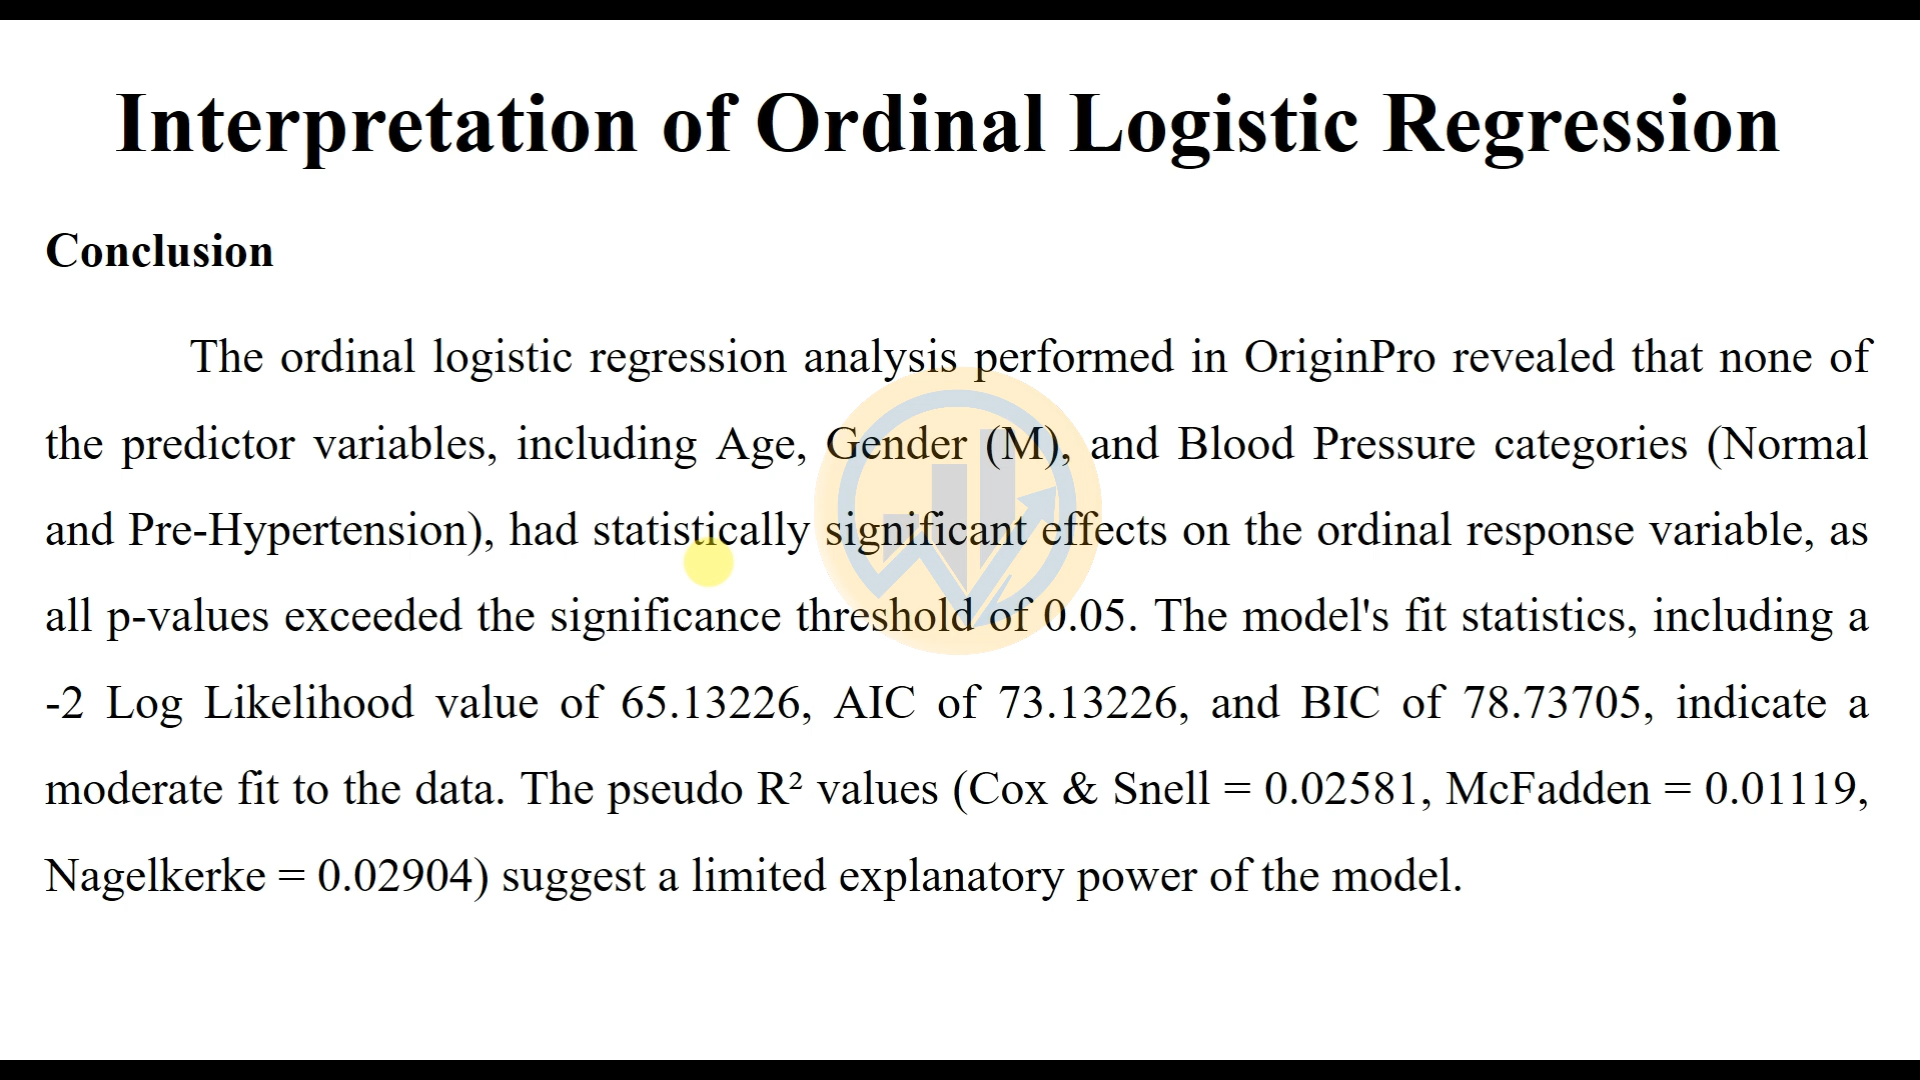 Interpretation of Ordinal Logistic Regression
Conclusion
The ordinal logistic regression analysis performed in OriginPro revealed that none of
the predictor variables, including Age, Gender (M), and Blood Pressure categories (Normal
and Pre-Hypertension), had statistically significant effects on the ordinal response variable, as
all p-values exceeded the significance threshold of 0.05. The model's fit statistics, including a
-2 Log Likelihood value of 65.13226, AIC of 73.13226, and BIC of 78.73705, indicate a
moderate fit to the data. The pseudo R² values (Cox & Snell = 0.02581, McFadden = 0.01119,
Nagelkerke = 0.02904) suggest a limited explanatory power of the model.